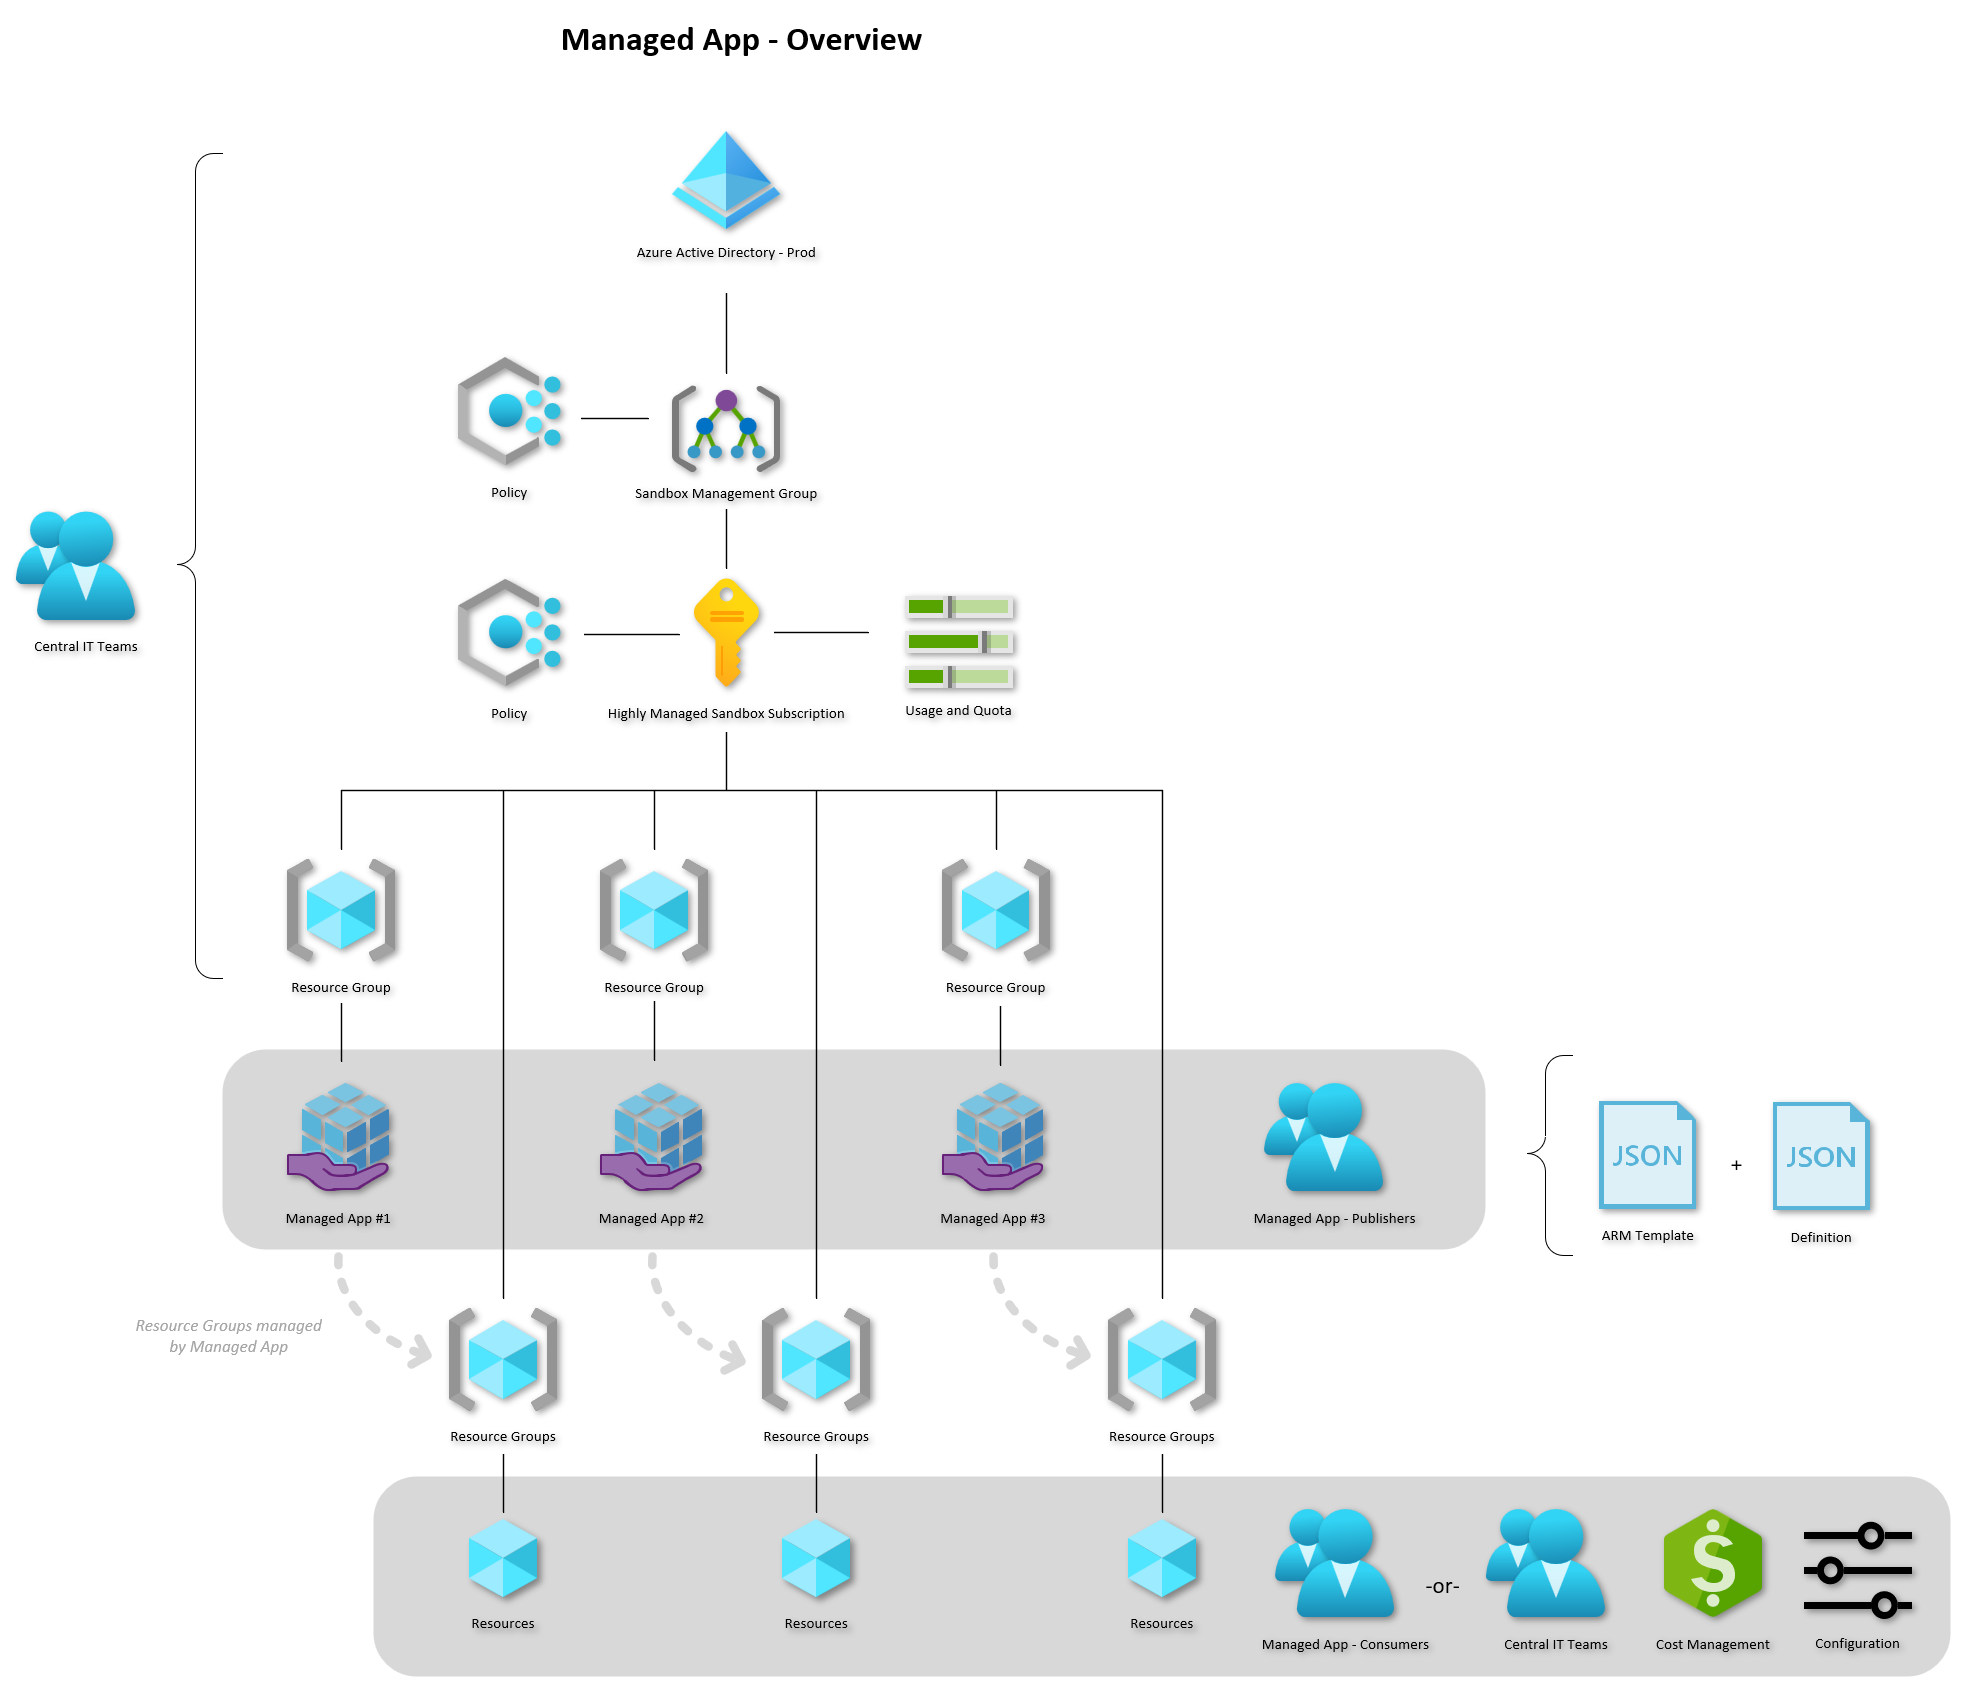 Managed App - Overview
Azure Active Directory - Prod
Policy
Sandbox Management Group
Central IT Teams
Policy
Highly Managed Sandbox Subscription
Usage and Quota
Resource Group
Resource Group
Resource Group
Managed App #1
Managed App #2
Managed App #3
Managed App - Publishers
JSON
ARM Template
+
JSON
Definition
Resource Groups managed
by Managed App
Resource Groups
Resource Groups
Resource Groups
Resources
Resources
Resources
Managed App - Consumers
-or-
Central IT Teams
$
Cost Management
Configuration